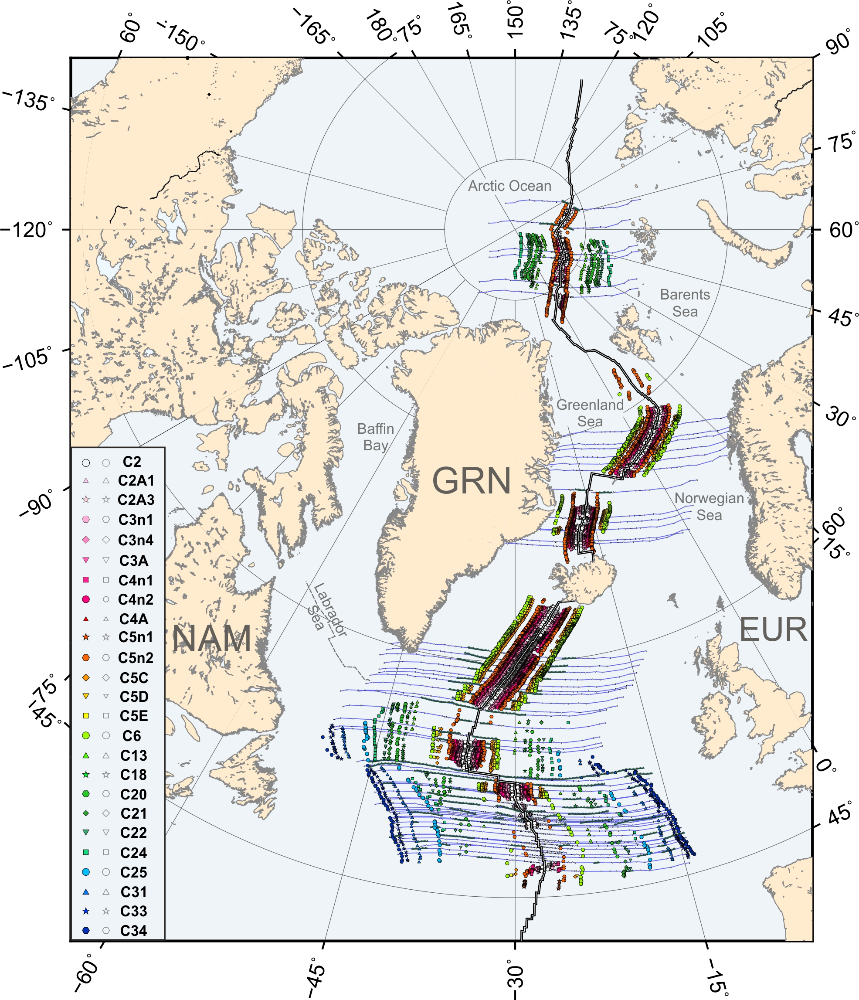 60°
-150°
-165°
180°
75°
165°
150°
135°
75°
120°
105°
90°
-135°
75°
Arctic Ocean
-120°
60°
Barents
Sea
45°
-105°
Greenland
Sea
30°
Baffin
Bay
GRN
Norwegian
Sea
-90°
60°
15°
Labrador
Sea
NAM
EUR
C2
C2A1
C2A3
C3n1
C3n4
C3A
C4n1
C4n2
C4A
C5n1
C5n2
C5C
C5D
C5E
C6
C13
C18
C20
C21
C22
C24
C25
C31
C33
C34
-75°
-45°
0°
45°
-60°
-45°
-30°
-15°